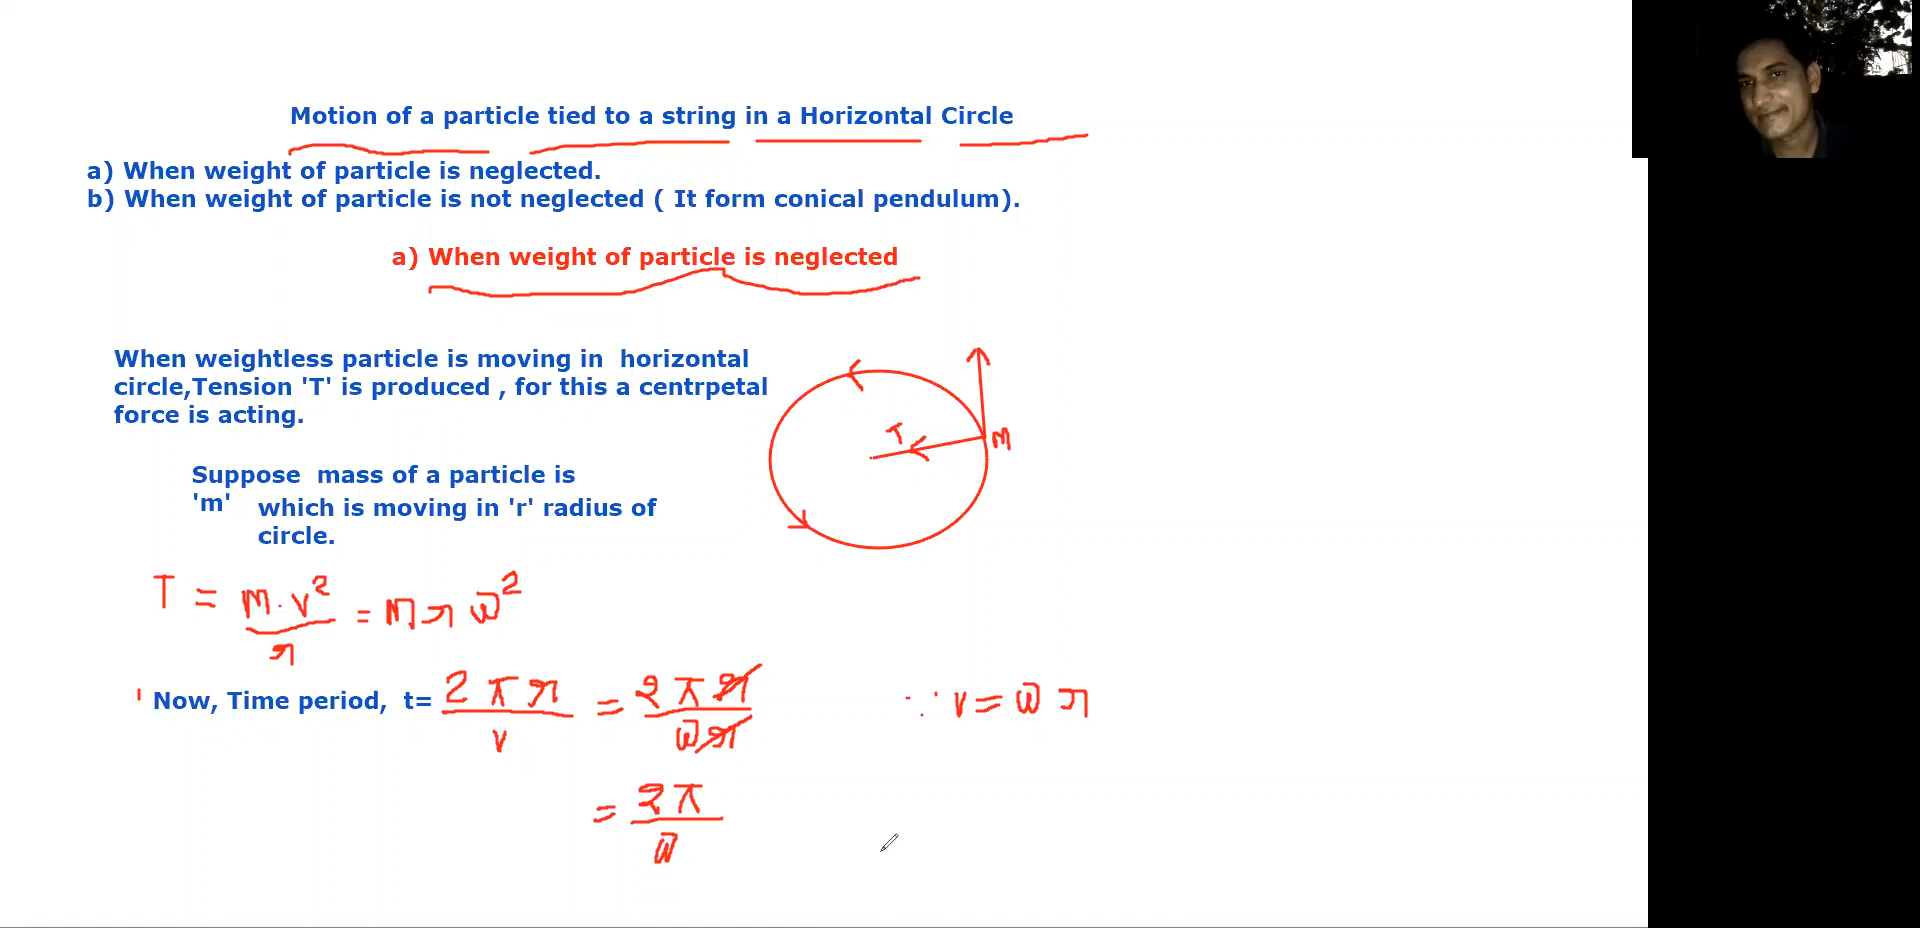 Motion of a particle tied to a string in a Horizontal Circle
a) When weight of particle is neglected.
b) When weight of particle is not neglected ( It form conical pendulum).
a) When weight of particle is neglected
When weightless particle is moving in horizontal
circle,Tension 'T' is produced , for this a centrpetal
force is acting.
T
m
Suppose mass of a particle is
'm' which is moving in 'r' radius of
circle.
T = m.v²/r = m r ω²
Now, Time period, t= 2πr/v = 2πr/ωr ∵ v = ω r
= 2π/ω